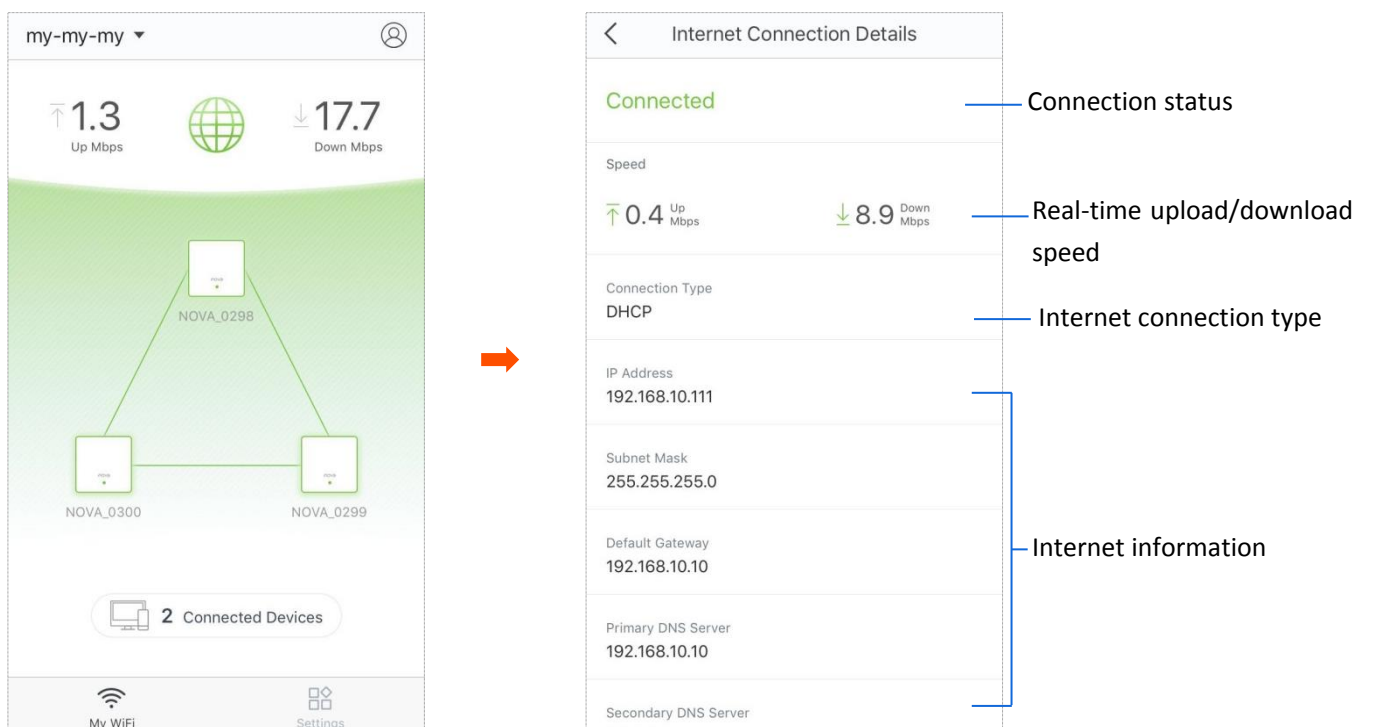 my-my-my
1.3
Up Mbps
17.7
Down Mbps
NOVA_0298
NOVA_0300
NOVA_0299
2 Connected Devices
My WiFi
Settings
Internet Connection Details
Connected
Speed
0.4 Up Mbps
8.9 Down Mbps
Connection Type
DHCP
IP Address
192.168.10.111
Subnet Mask
255.255.255.0
Default Gateway
192.168.10.10
Primary DNS Server
192.168.10.10
Secondary DNS Server
Connection status
Real-time upload/download
speed
Internet connection type
Internet information